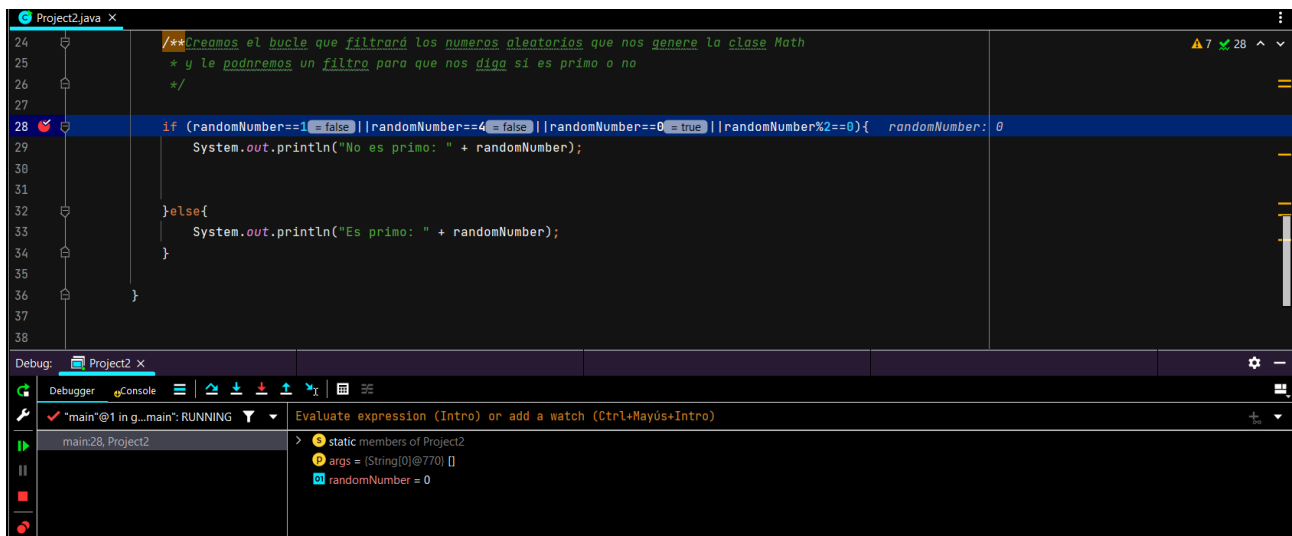 Project2.java ×
24 /**Creamos el bucle que filtrará los numeros aleatorios que nos genere la clase Math
7 28
25 * y le podnremos un filtro para que nos diga si es primo o no
26 */
27
28 if (randomNumber==1 = false ||randomNumber==4 = false ||randomNumber==0 = true ||randomNumber%2==0){ randomNumber: 0
29 System.out.println("No es primo: " + randomNumber);
30
31
32 }else{
33 System.out.println("Es primo: " + randomNumber);
34 }
35
36 }
37
38
Debug: Project2 ×
Debugger Console
"main"@1 in g...main": RUNNING
Evaluate expression (Intro) or add a watch (Ctrl+Mayús+Intro)
main:28, Project2
static members of Project2
args = {String[0]@770} []
randomNumber = 0